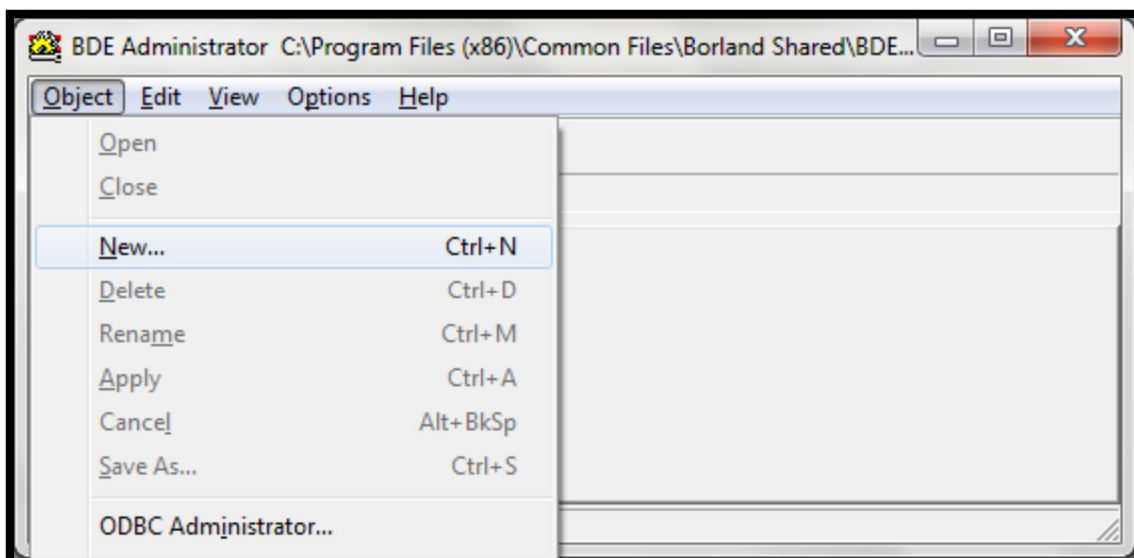 BDE Administrator C:\Program Files (x86)\Common Files\Borland Shared\BDE...
Object Edit View Options Help
Open
Close
New... Ctrl+N
Delete Ctrl+D
Rename Ctrl+M
Apply Ctrl+A
Cancel Alt+BkSp
Save As... Ctrl+S
ODBC Administrator...